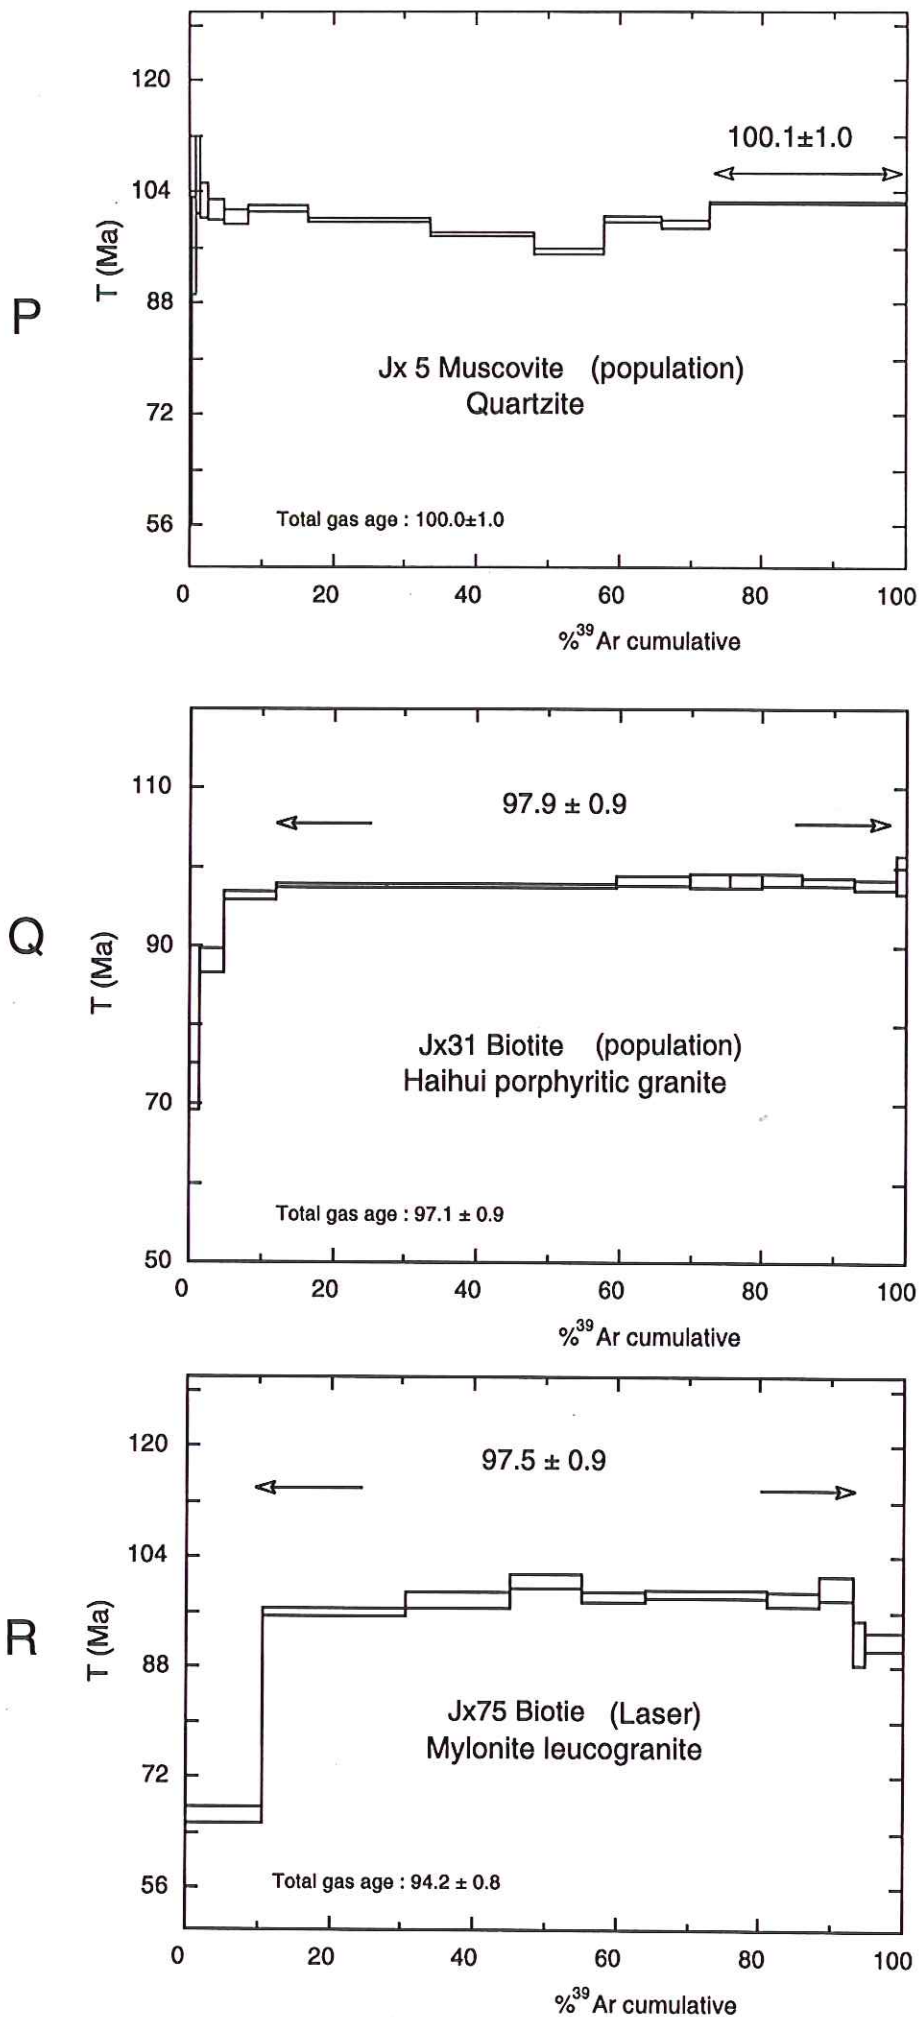 P
T (Ma)
120
104
88
72
56
100.1±1.0
Jx 5 Muscovite (population)
Quartzite
Total gas age : 100.0±1.0
0 20 40 60 80 100
%39Ar cumulative
Q
T (Ma)
110
90
70
50
97.9 ± 0.9
Jx31 Biotite (population)
Haihui porphyritic granite
Total gas age : 97.1 ± 0.9
0 20 40 60 80 100
%39Ar cumulative
R
T (Ma)
120
104
88
72
56
97.5 ± 0.9
Jx75 Biotie (Laser)
Mylonite leucogranite
Total gas age : 94.2 ± 0.8
0 20 40 60 80 100
%39Ar cumulative